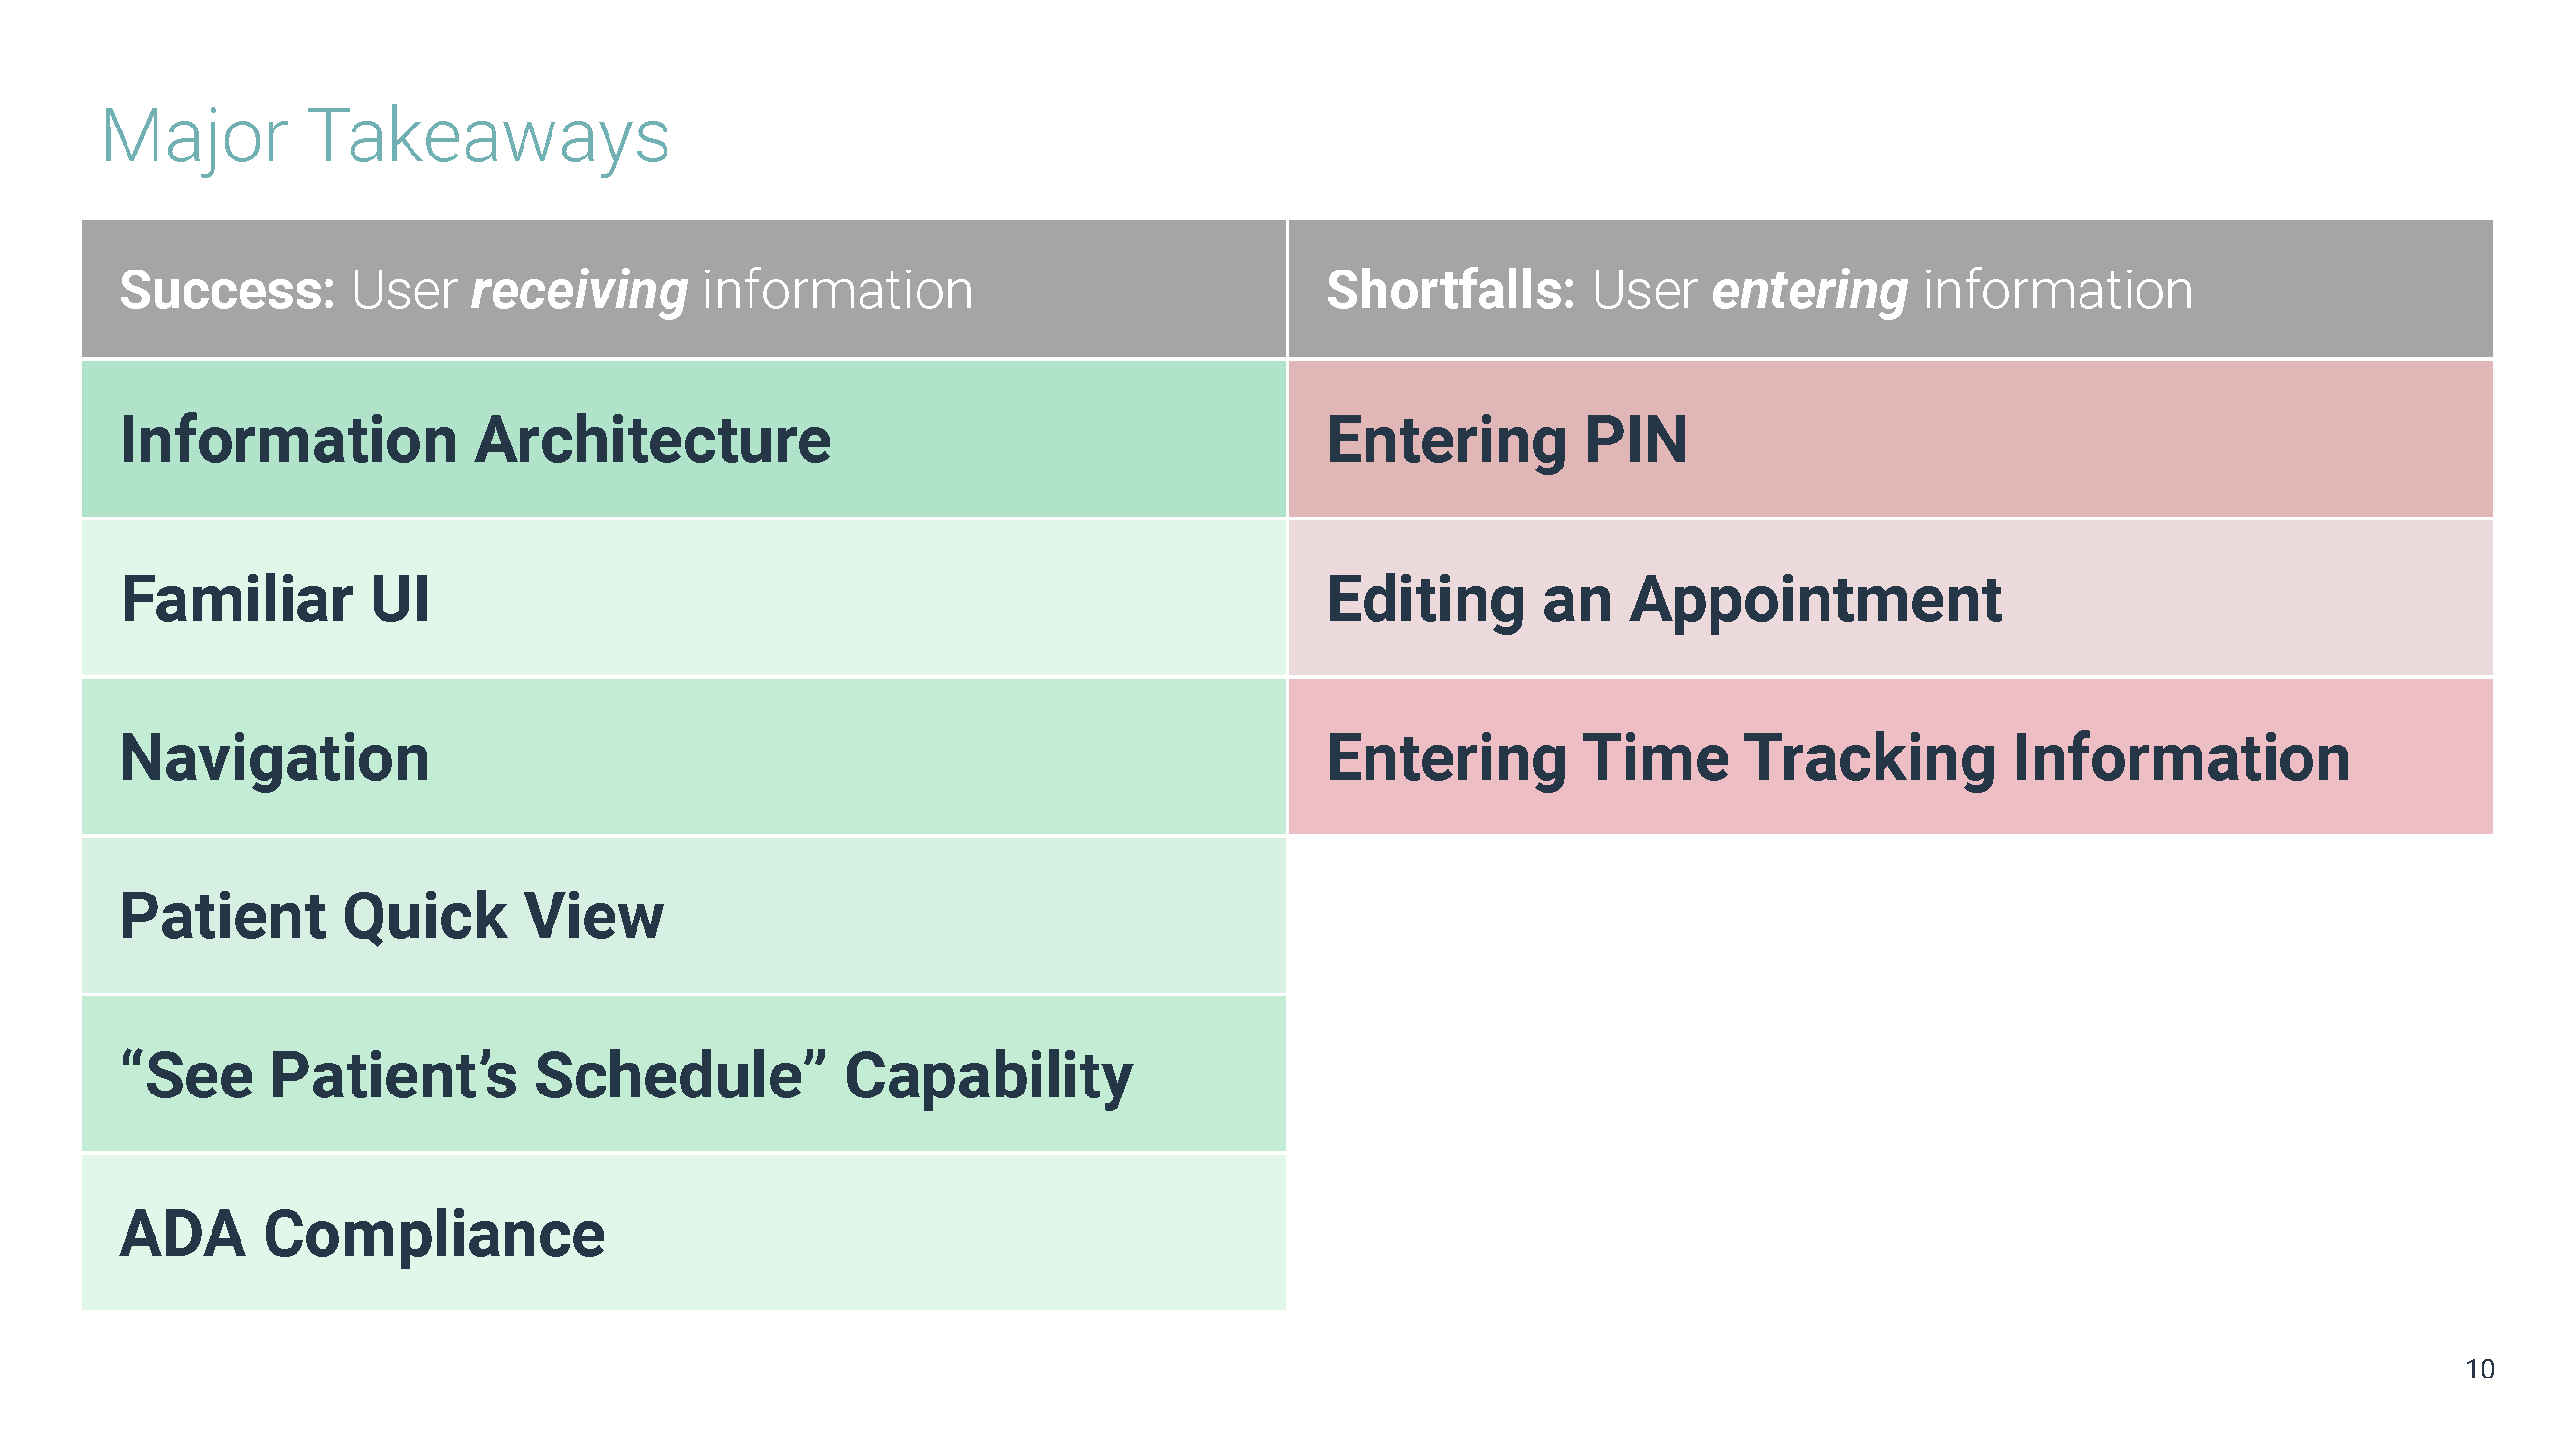 Major Takeaways
Success: User receiving information
Shortfalls: User entering information
Information Architecture
Entering PIN
Familiar UI
Editing an Appointment
Navigation
Entering Time Tracking Information
Patient Quick View
“See Patient’s Schedule” Capability
ADA Compliance
10